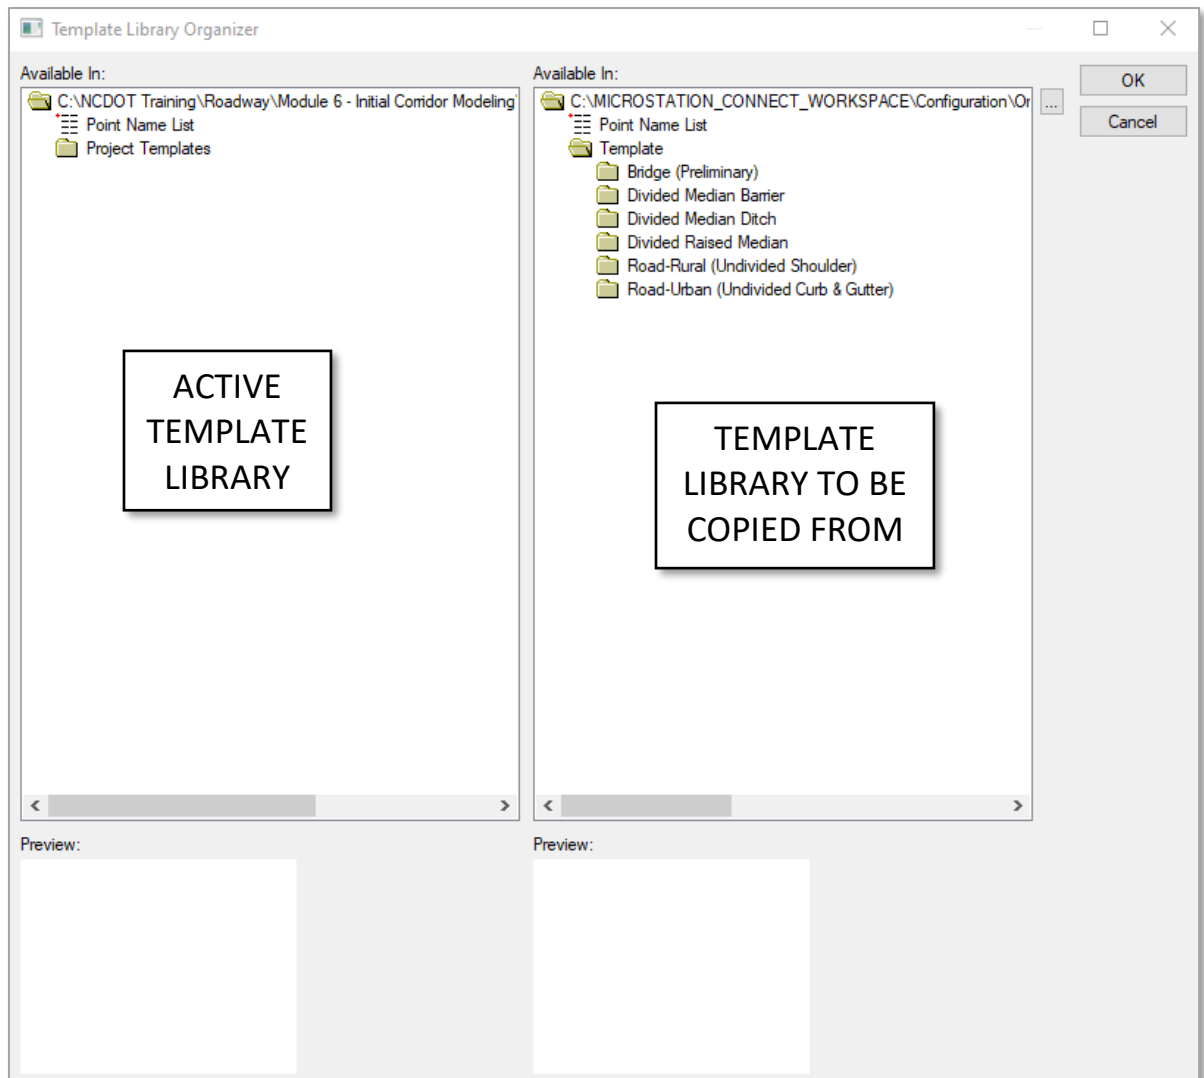 Template Library Organizer
Available In:
C:\NCDOT Training\Roadway\Module 6 - Initial Corridor Modeling'
Point Name List
Project Templates
ACTIVE
TEMPLATE
LIBRARY
Preview:
Available In:
C:\MICROSTATION_CONNECT_WORKSPACE\Configuration\Or
...
Point Name List
Template
Bridge (Preliminary)
Divided Median Barrier
Divided Median Ditch
Divided Raised Median
Road-Rural (Undivided Shoulder)
Road-Urban (Undivided Curb & Gutter)
TEMPLATE
LIBRARY TO BE
COPIED FROM
Preview:
OK
Cancel